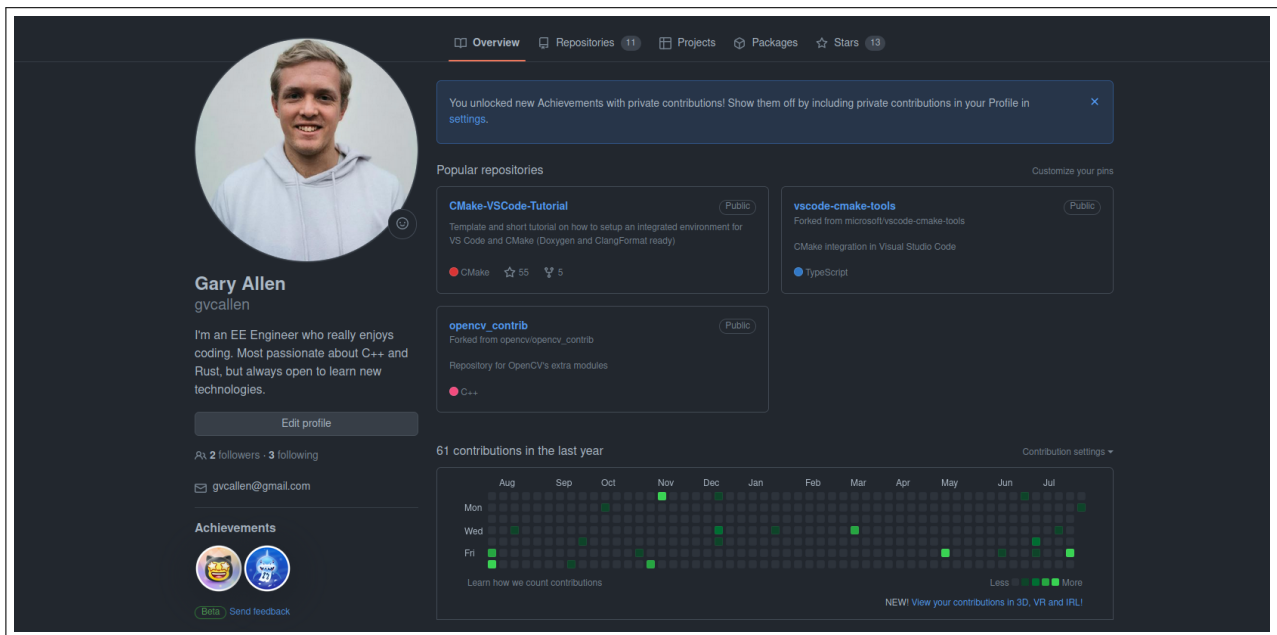 Overview Repositories 11 Projects Packages Stars 13
You unlocked new Achievements with private contributions! Show them off by including private contributions in your Profile in
settings.
Gary Allen
gvcallen
I'm an EE Engineer who really enjoys
coding. Most passionate about C++ and
Rust, but always open to learn new
technologies.
Edit profile
2 followers · 3 following
gvcallen@gmail.com
Achievements
Beta Send feedback
Popular repositories
Customize your pins
CMake-VSCode-Tutorial Public
Template and short tutorial on how to setup an integrated environment for
VS Code and CMake (Doxygen and ClangFormat ready)
CMake 55 5
vscode-cmake-tools Public
Forked from microsoft/vscode-cmake-tools
CMake integration in Visual Studio Code
TypeScript
opencv_contrib Public
Forked from opencv/opencv_contrib
Repository for OpenCV's extra modules
C++
61 contributions in the last year
Contribution settings
Aug Sep Oct Nov Dec Jan Feb Mar Apr May Jun Jul
Mon
Wed
Fri
Learn how we count contributions
Less More
NEW! View your contributions in 3D, VR and IRL!